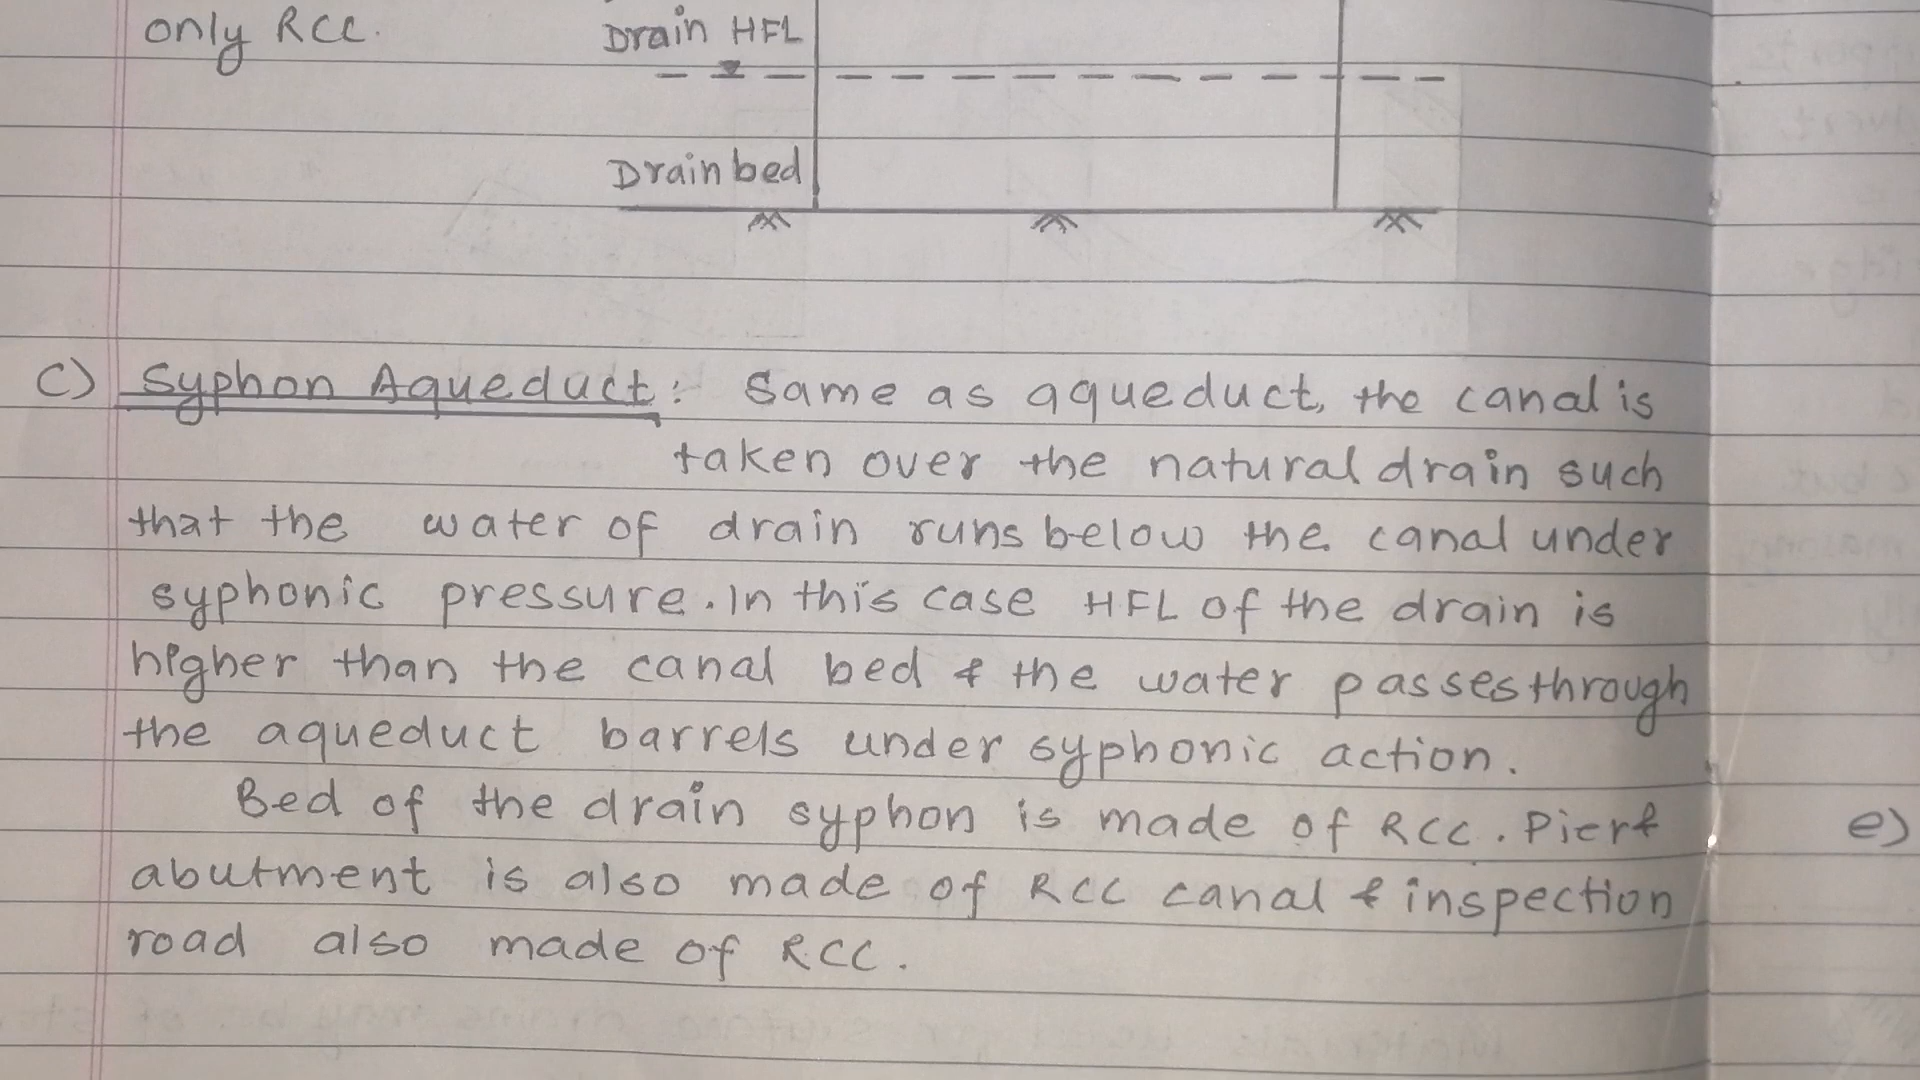 only RCC.
Drain HFL
Drain bed
c) Syphon Aqueduct: Same as aqueduct, the canal is
taken over the natural drain such
that the water of drain runs below the canal under
syphonic pressure. In this case HFL of the drain is
higher than the canal bed & the water passes through
the aqueduct barrels under syphonic action.
Bed of the drain syphon is made of RCC. Pier &
abutment is also made of RCC canal & inspection
road also made of RCC.
e)